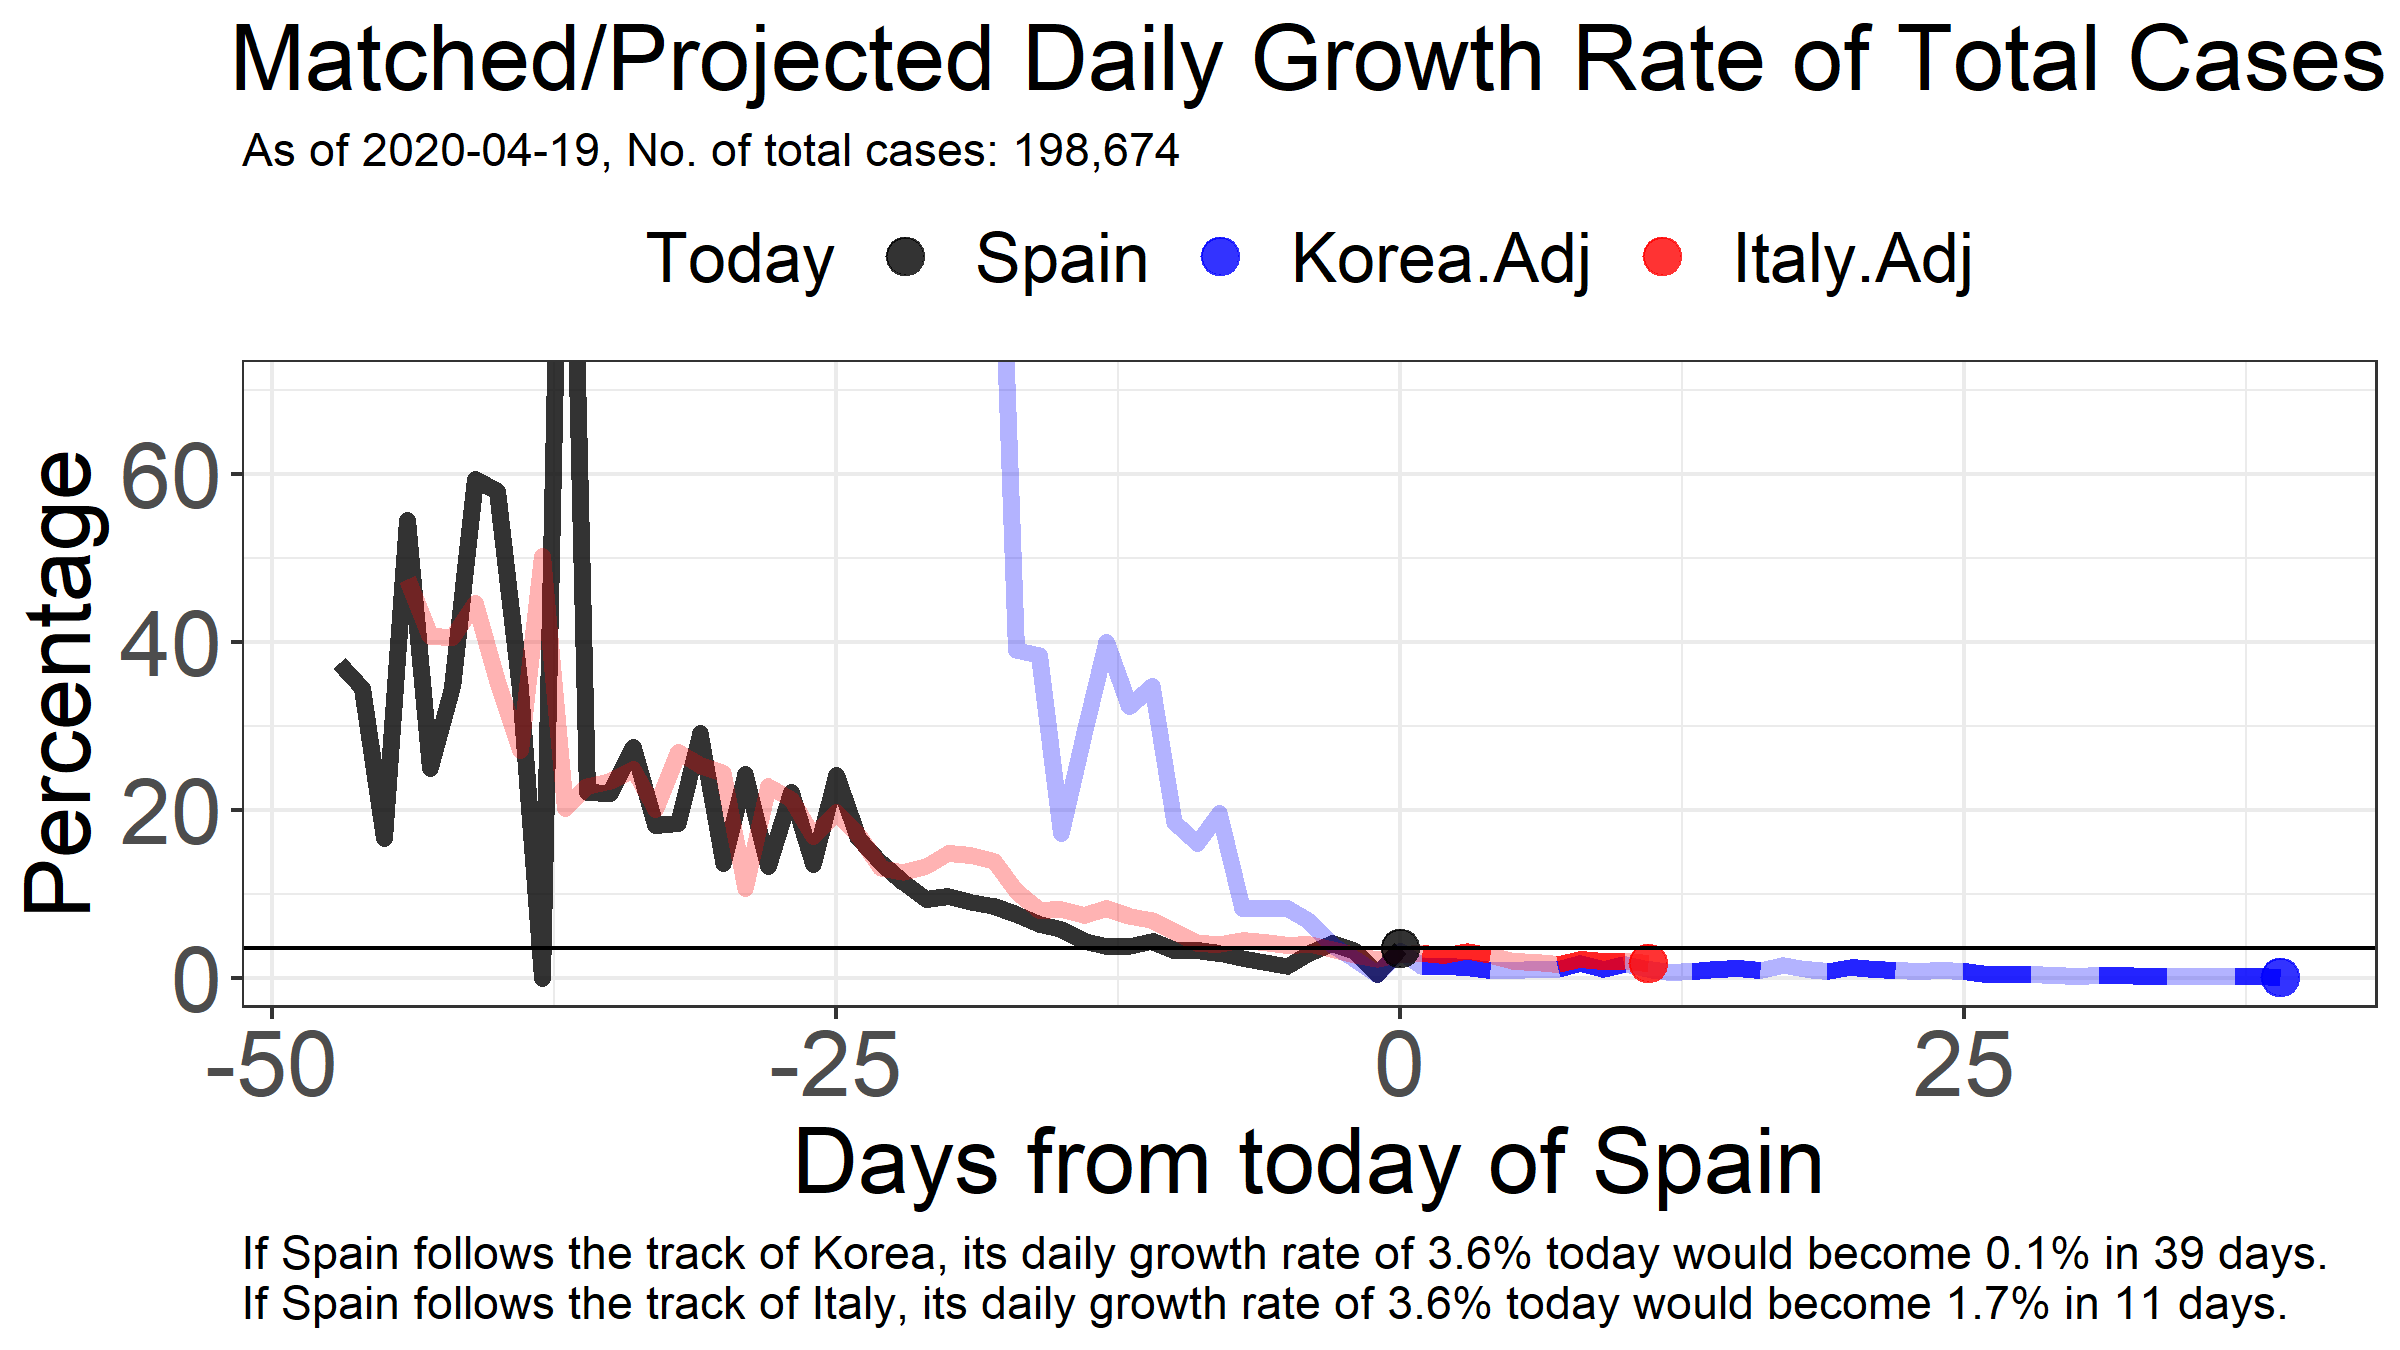 Matched/Projected Daily Growth Rate of Total Cases
As of 2020-04-19, No. of total cases: 198,674
Today Spain Korea.Adj Italy.Adj
Percentage
60
40
20
0
-50 -25 0 25
Days from today of Spain
If Spain follows the track of Korea, its daily growth rate of 3.6% today would become 0.1% in 39 days.
If Spain follows the track of Italy, its daily growth rate of 3.6% today would become 1.7% in 11 days.